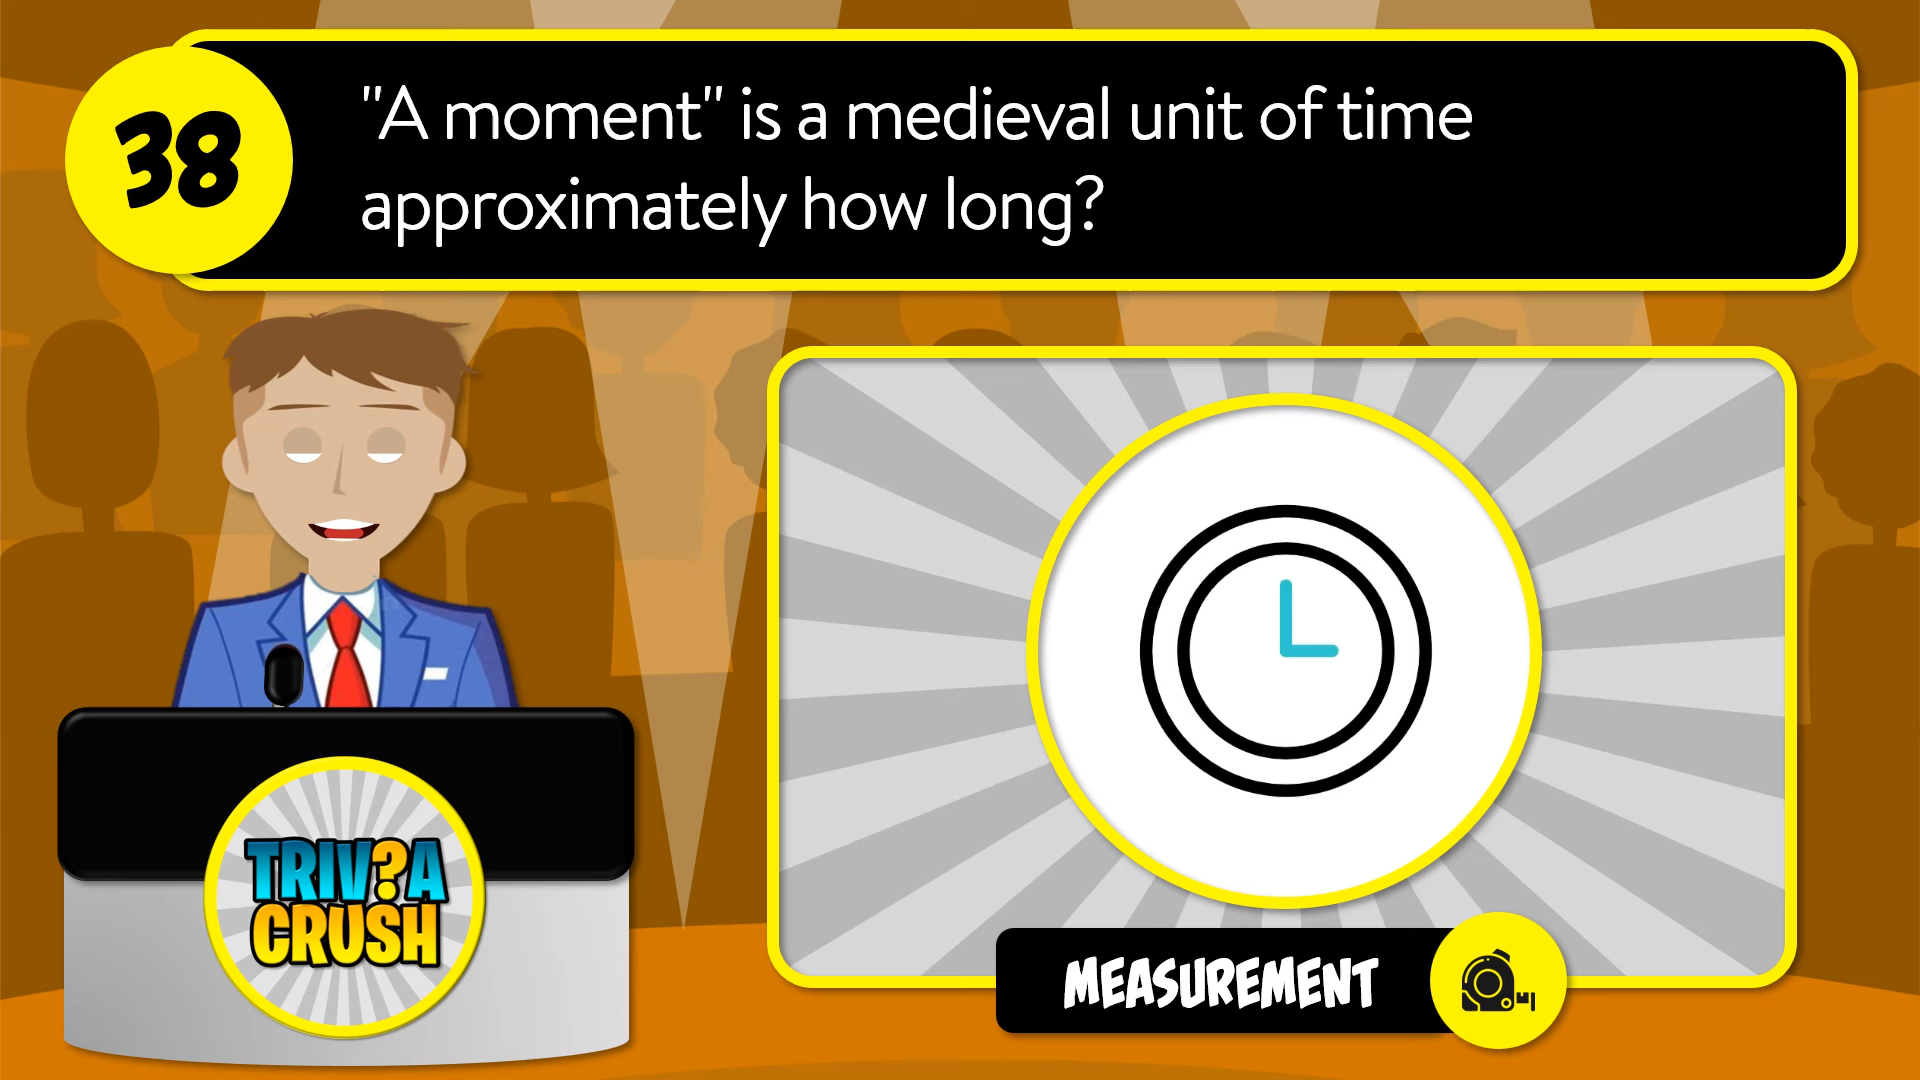 38
"A moment" is a medieval unit of time
approximately how long?
TRIV?A
CRUSH
MEASUREMENT